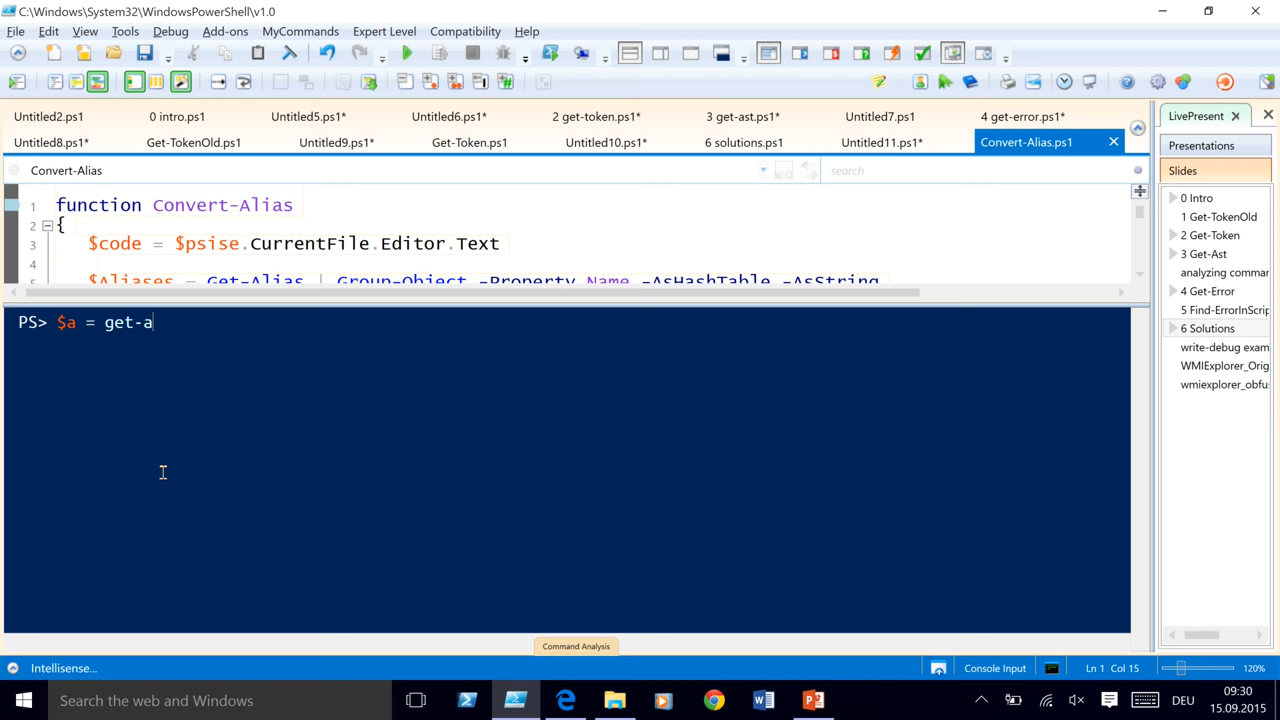 C:\Windows\System32\WindowsPowerShell\v1.0
File Edit View Tools Debug Add-ons MyCommands Expert Level Compatibility Help
Untitled2.ps1 0 intro.ps1 Untitled5.ps1* Untitled6.ps1* 2 get-token.ps1* 3 get-ast.ps1* Untitled7.ps1 4 get-error.ps1*
Untitled8.ps1* Get-TokenOld.ps1 Untitled9.ps1* Get-Token.ps1 Untitled10.ps1* 6 solutions.ps1 Untitled11.ps1* Convert-Alias.ps1
Convert-Alias search
1 function Convert-Alias
2 {
3 $code = $psise.CurrentFile.Editor.Text
4
5 $Aliases = Get-Alias | Group-Object -Property Name -AsHashTable -AsString
PS> $a = get-a
Command Analysis
LivePresent
Presentations
Slides
0 Intro
1 Get-TokenOld
2 Get-Token
3 Get-Ast
analyzing comma
4 Get-Error
5 Find-ErrorInScrip
6 Solutions
write-debug exam
WMIExplorer_Orig
wmiexplorer_obfu
Intellisense... Console Input Ln 1 Col 15 120%
Search the web and Windows DEU 09:30
15.09.2015